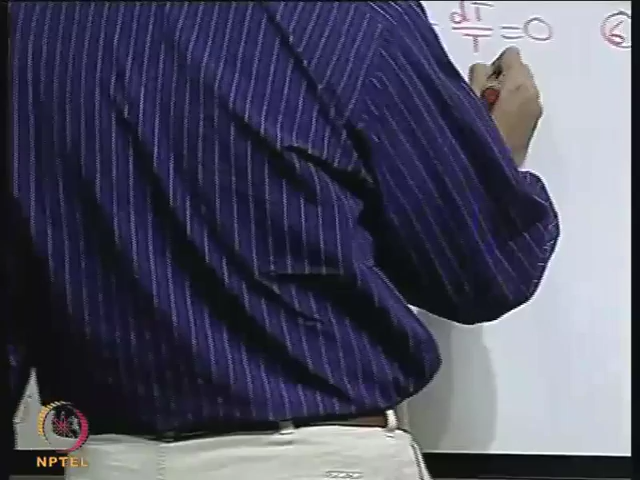 - dT/T = 0 ⑥
NPTEL